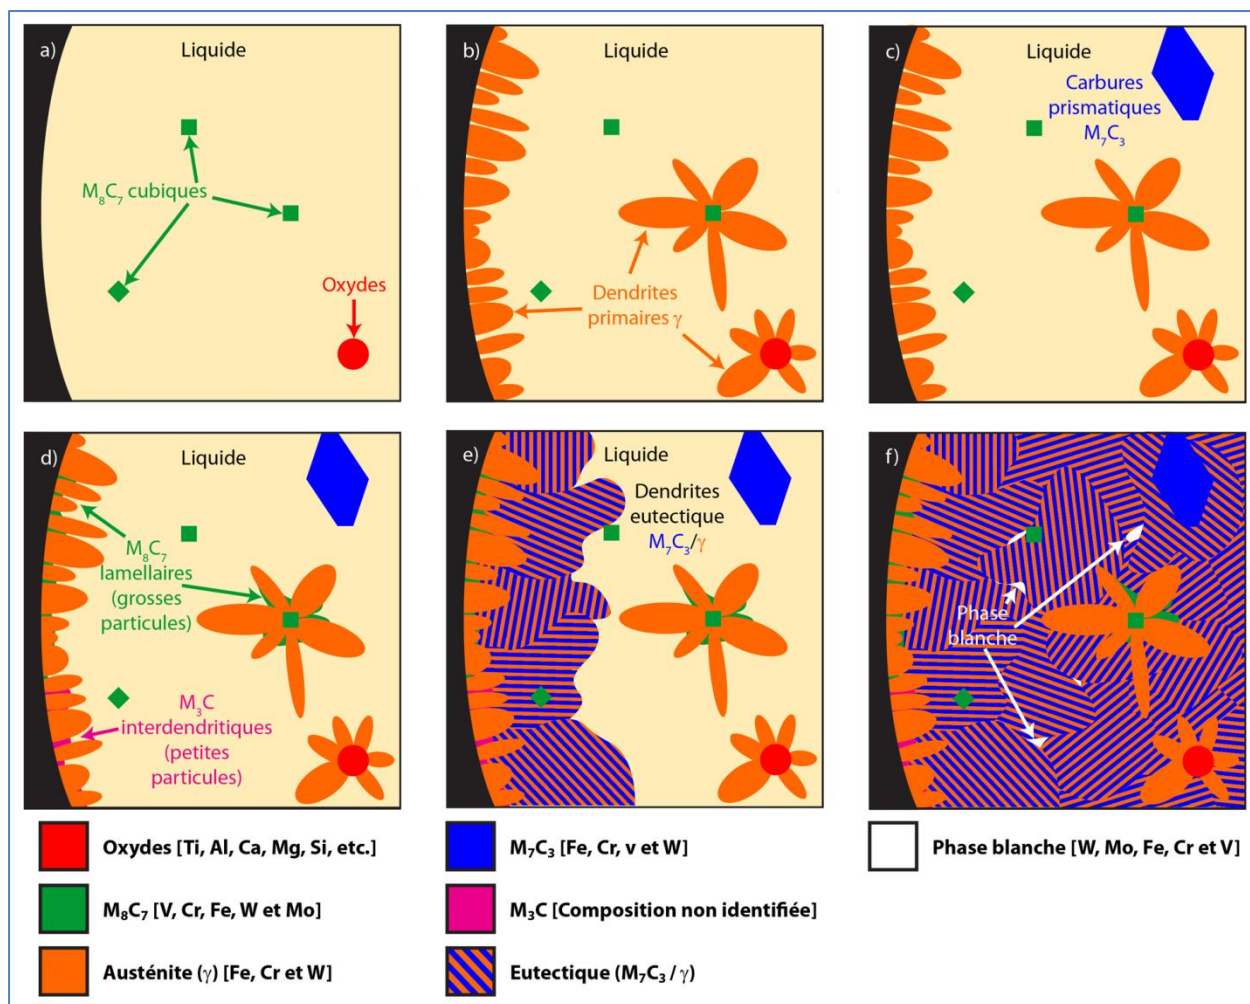 a)
Liquide
M₈C₇ cubiques
Oxydes
b)
Liquide
Dendrites
primaires γ
c)
Liquide
Carbures
prismatiques
M₇C₃
d)
Liquide
M₈C₇
lamellaires
(grosses
particules)
M₃C
interdendritiques
(petites
particules)
e)
Liquide
Dendrites
eutectique
M₇C₃/γ
f)
Phase
blanche
Oxydes [Ti, Al, Ca, Mg, Si, etc.]
M₈C₇ [V, Cr, Fe, W et Mo]
Austénite (γ) [Fe, Cr et W]
M₇C₃ [Fe, Cr, v et W]
M₃C [Composition non identifiée]
Eutectique (M₇C₃ / γ)
Phase blanche [W, Mo, Fe, Cr et V]